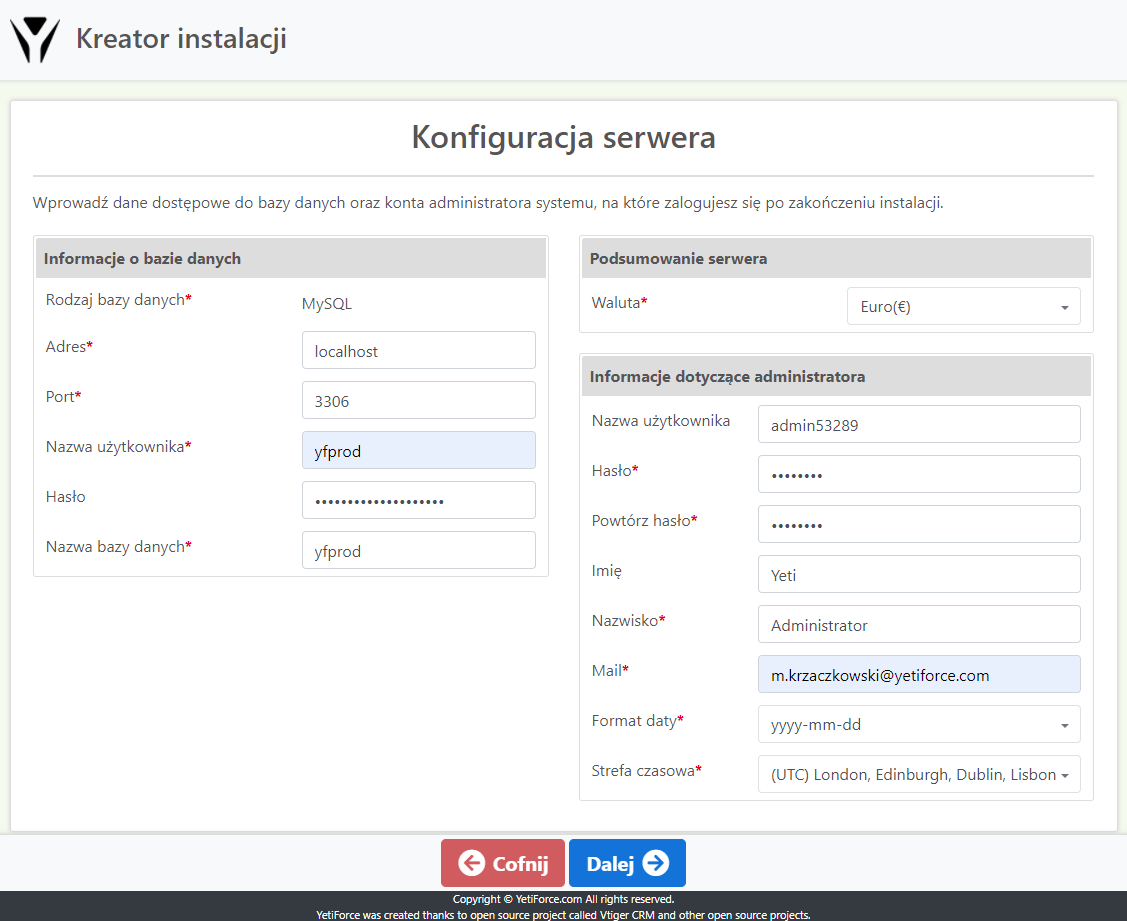 Kreator instalacji
Konfiguracja serwera
Wprowadź dane dostępowe do bazy danych oraz konta administratora systemu, na które zalogujesz się po zakończeniu instalacji.
Informacje o bazie danych
Rodzaj bazy danych* MySQL
Adres* localhost
Port* 3306
Nazwa użytkownika* yfprod
Hasło ••••••••••••••••••••
Nazwa bazy danych* yfprod
Podsumowanie serwera
Waluta* Euro(€)
Informacje dotyczące administratora
Nazwa użytkownika admin53289
Hasło* ••••••••
Powtórz hasło* ••••••••
Imię Yeti
Nazwisko* Administrator
Mail* m.krzaczkowski@yetiforce.com
Format daty* yyyy-mm-dd
Strefa czasowa* (UTC) London, Edinburgh, Dublin, Lisbon
Cofnij Dalej
Copyright © YetiForce.com All rights reserved.
YetiForce was created thanks to open source project called Vtiger CRM and other open source projects.